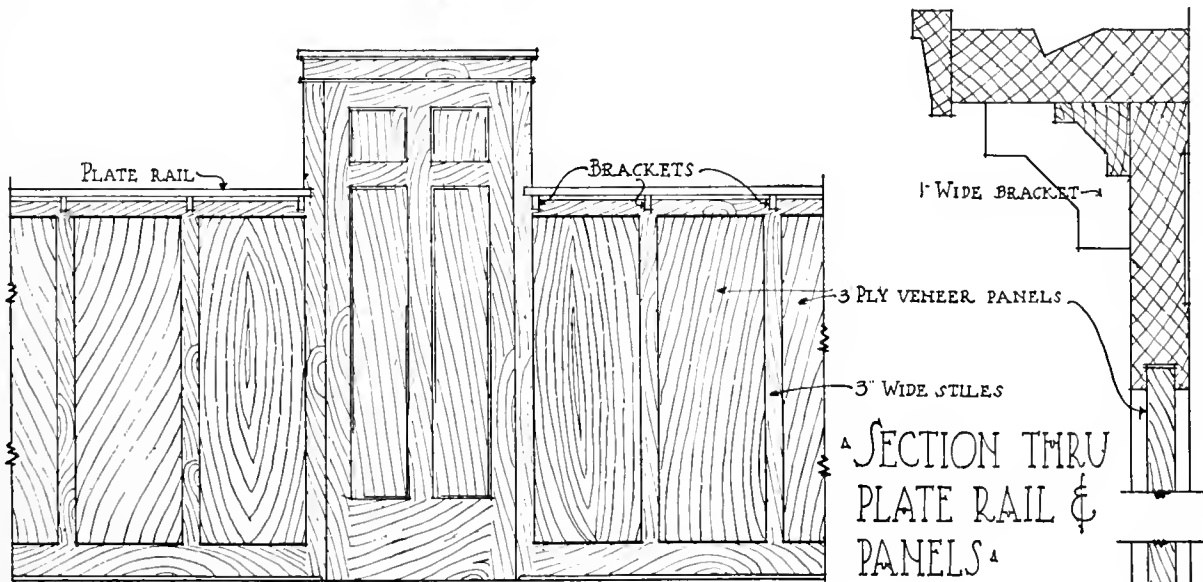 PLATE RAIL
BRACKETS
1" WIDE BRACKET
3 PLY VENEER PANELS
3" WIDE STILES
SECTION THRU
PLATE RAIL &
PANELS